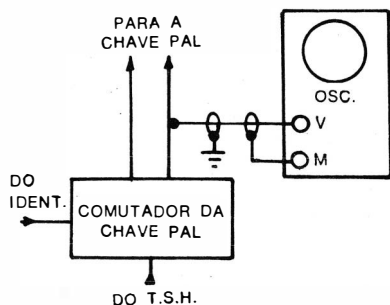 PARA A
CHAVE PAL
OSC.
V
M
DO
IDENT.
COMUTADOR DA
CHAVE PAL
DO T.S.H.